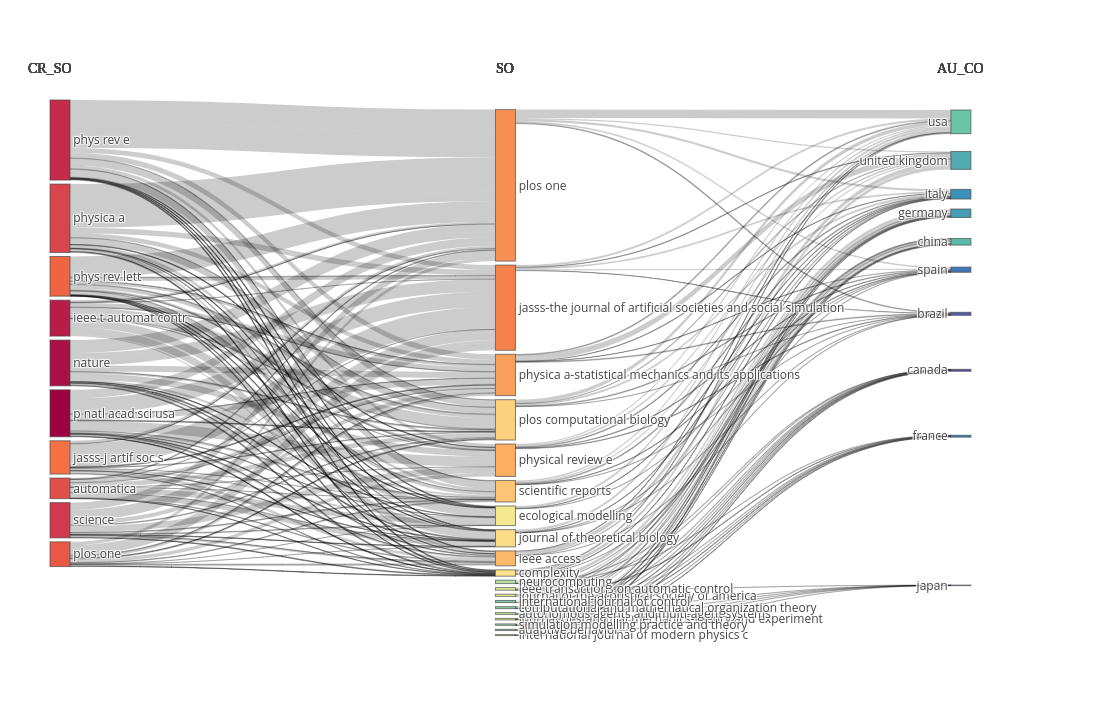 CR_SO
SO
AU_CO
phys rev e
physica a
phys rev lett
ieee t automat contr
nature
p natl acad sci usa
jasss-j artif soc s
automatica
science
plos one
plos one
jasss-the journal of artificial societies and social simulation
physica a-statistical mechanics and its applications
plos computational biology
physical review e
scientific reports
ecological modelling
journal of theoretical biology
ieee access
complexity
neurocomputing
ieee transactions on automatic control
journal of the acoustical society of america
international journal of control
computational and mathematical organization theory
autonomous agents and multi-agent systems
and experiment
simulation modelling practice and theory
adaptive behavior
international journal of modern physics c
usa
united kingdom
italy
germany
china
spain
brazil
canada
france
japan